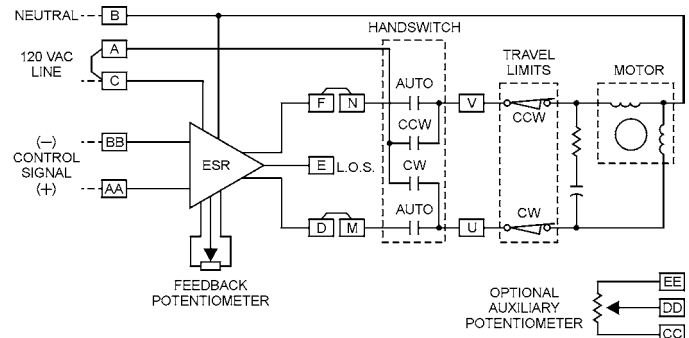 NEUTRAL
B
HANDSWITCH
A
120 VAC
LINE
C
TRAVEL
LIMITS
MOTOR
AUTO
F
N
V
CCW
CCW
(—)
CONTROL
SIGNAL
(+)
BB
AA
ESR
E
L.O.S.
CW
AUTO
D
M
U
CW
FEEDBACK
POTENTIOMETER
OPTIONAL
AUXILIARY
POTENTIOMETER
EE
DD
CC